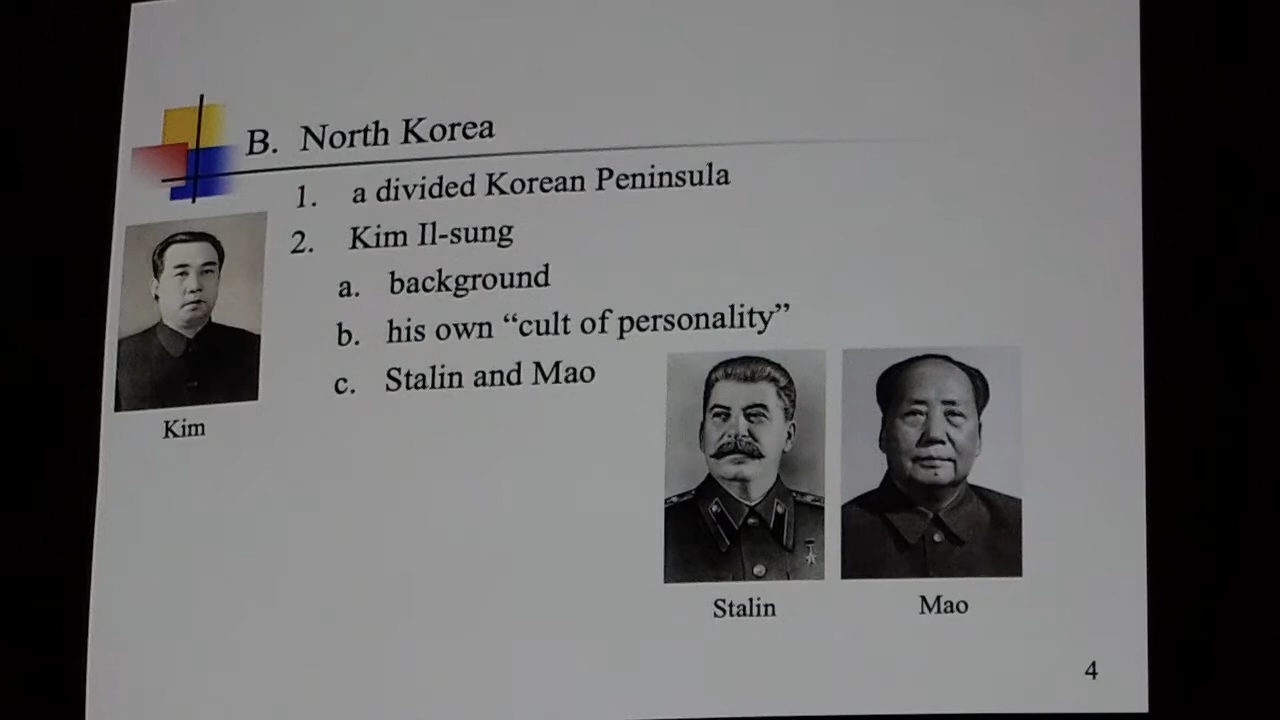 B. North Korea
1. a divided Korean Peninsula
2. Kim Il-sung
a. background
b. his own “cult of personality”
c. Stalin and Mao
Kim
Stalin
Mao
4